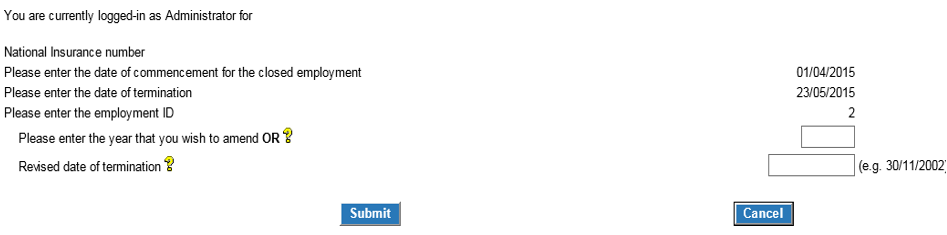 You are currently logged-in as Administrator for
National Insurance number
Please enter the date of commencement for the closed employment 01/04/2015
Please enter the date of termination 23/05/2015
Please enter the employment ID 2
Please enter the year that you wish to amend OR ?
Revised date of termination ? (e.g. 30/11/2002)
Submit Cancel